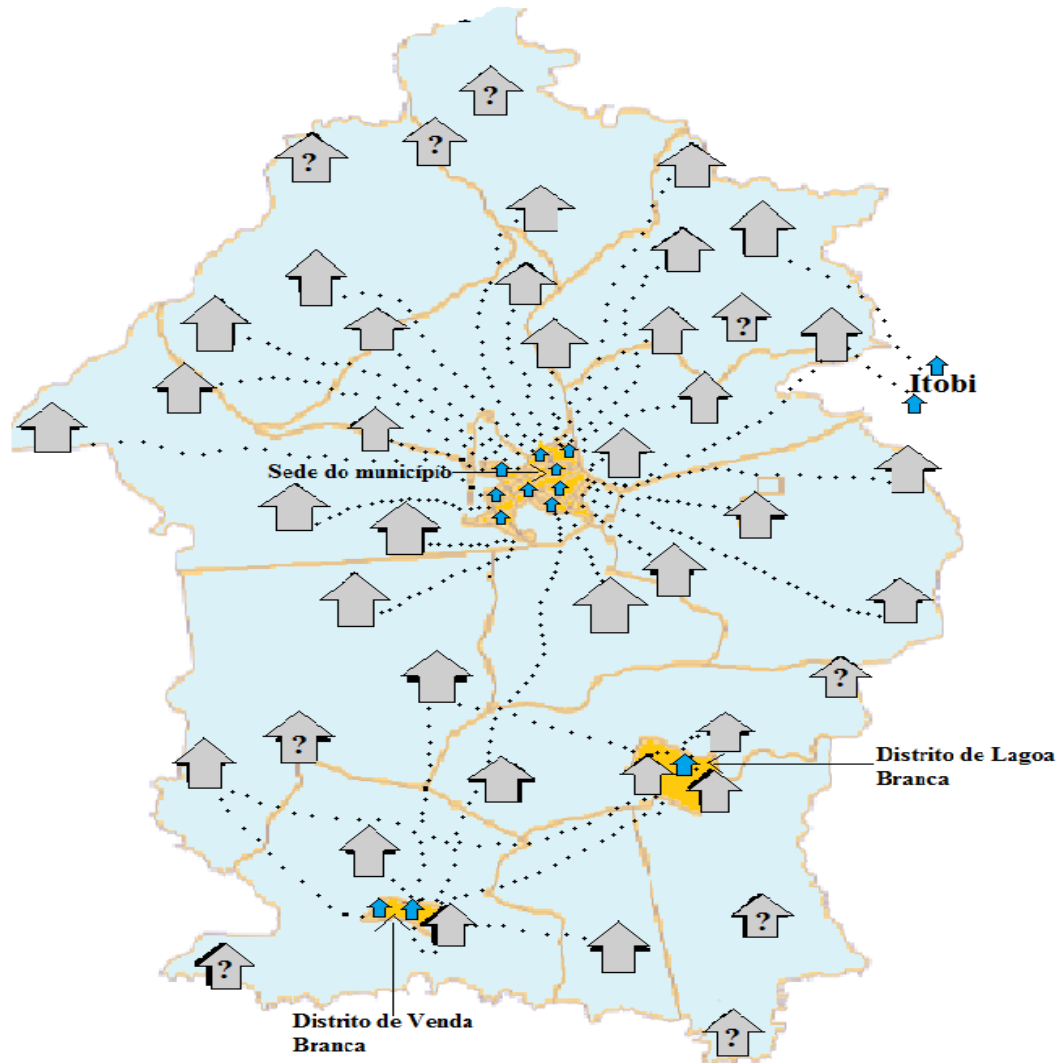 ?
?
?
?
Itobi
Sede do município
?
?
Distrito de Lagoa
Branca
?
?
?
Distrito de Venda
Branca